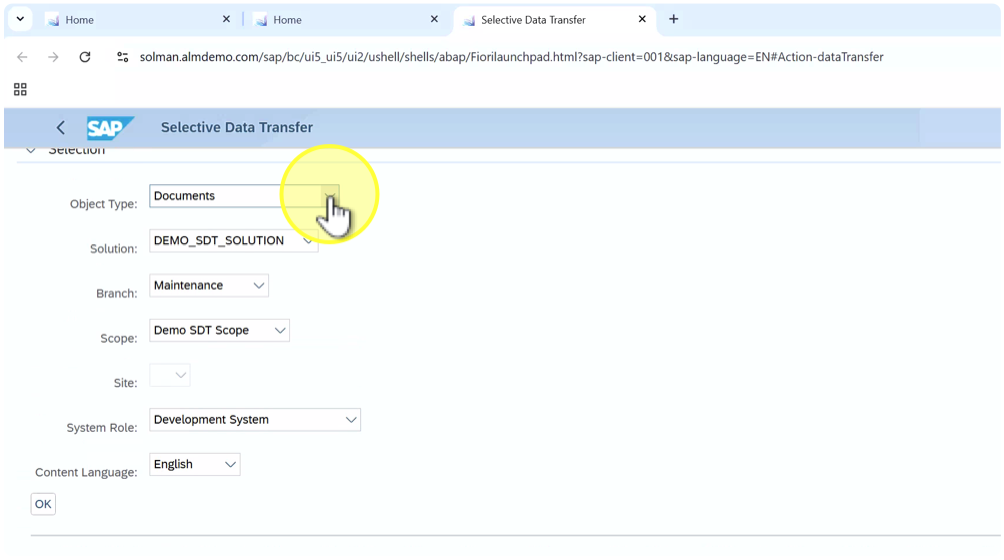 Home
Home
Selective Data Transfer
solman.almdemo.com/sap/bc/ui5_ui5/ui2/ushell/shells/abap/Fiorilaunchpad.html?sap-client=001&sap-language=EN#Action-dataTransfer
SAP
Selective Data Transfer
Selection
Object Type: Documents
Solution: DEMO_SDT_SOLUTION
Branch: Maintenance
Scope: Demo SDT Scope
Site:
System Role: Development System
Content Language: English
OK